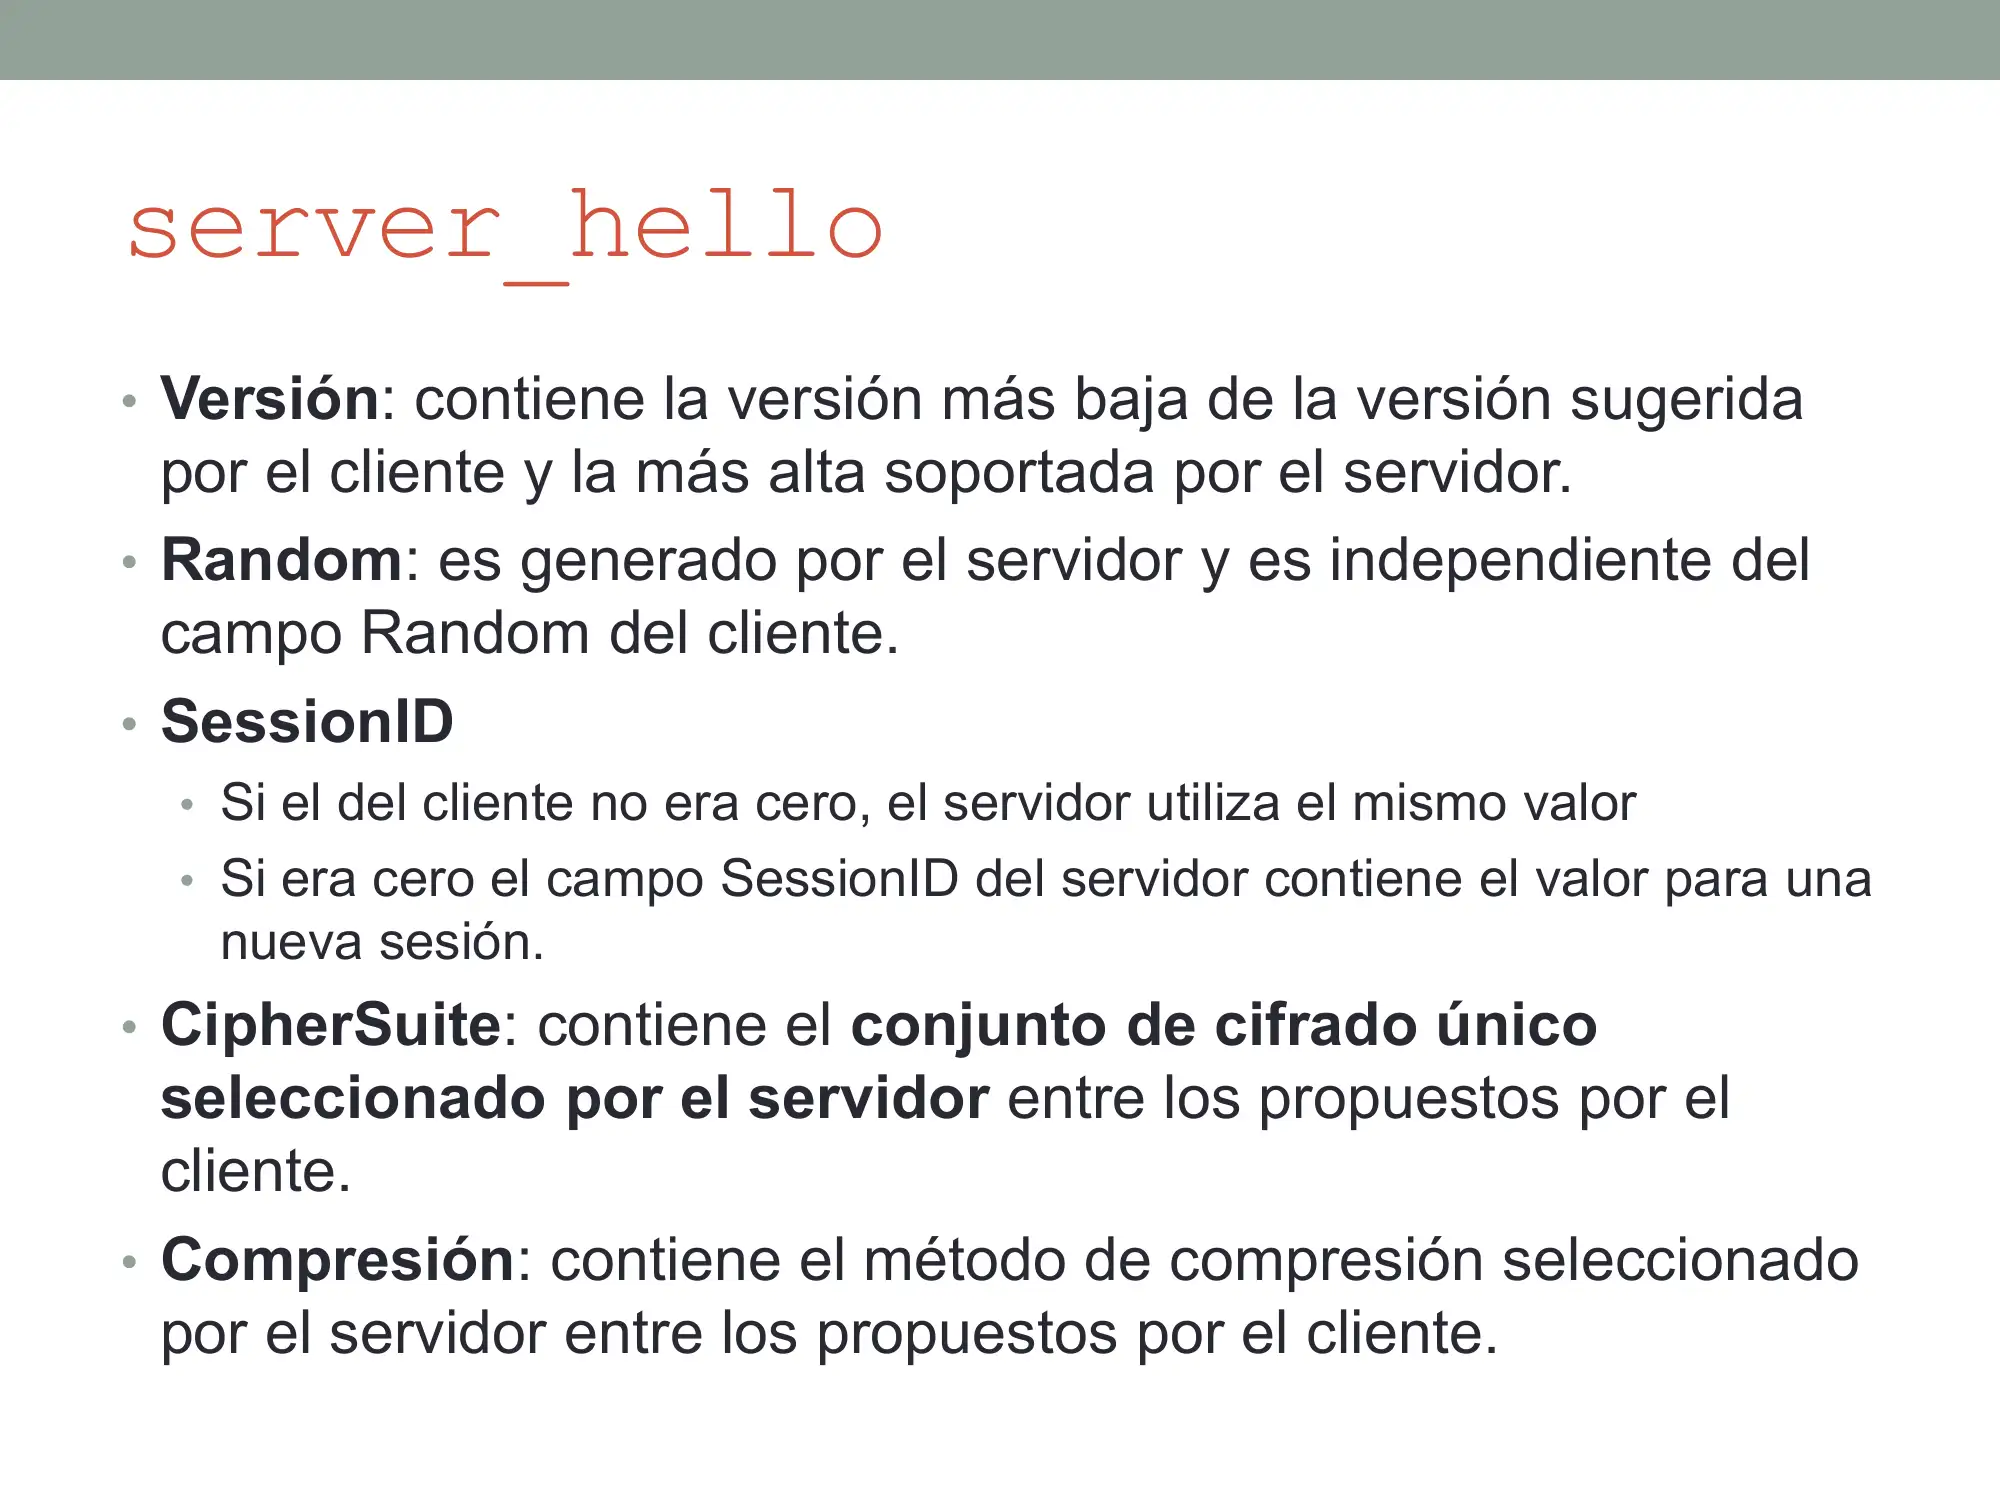 server_hello
• Versión: contiene la versión más baja de la versión sugerida
por el cliente y la más alta soportada por el servidor.
• Random: es generado por el servidor y es independiente del
campo Random del cliente.
• SessionID
• Si el del cliente no era cero, el servidor utiliza el mismo valor
• Si era cero el campo SessionID del servidor contiene el valor para una
nueva sesión.
• CipherSuite: contiene el conjunto de cifrado único
seleccionado por el servidor entre los propuestos por el
cliente.
• Compresión: contiene el método de compresión seleccionado
por el servidor entre los propuestos por el cliente.